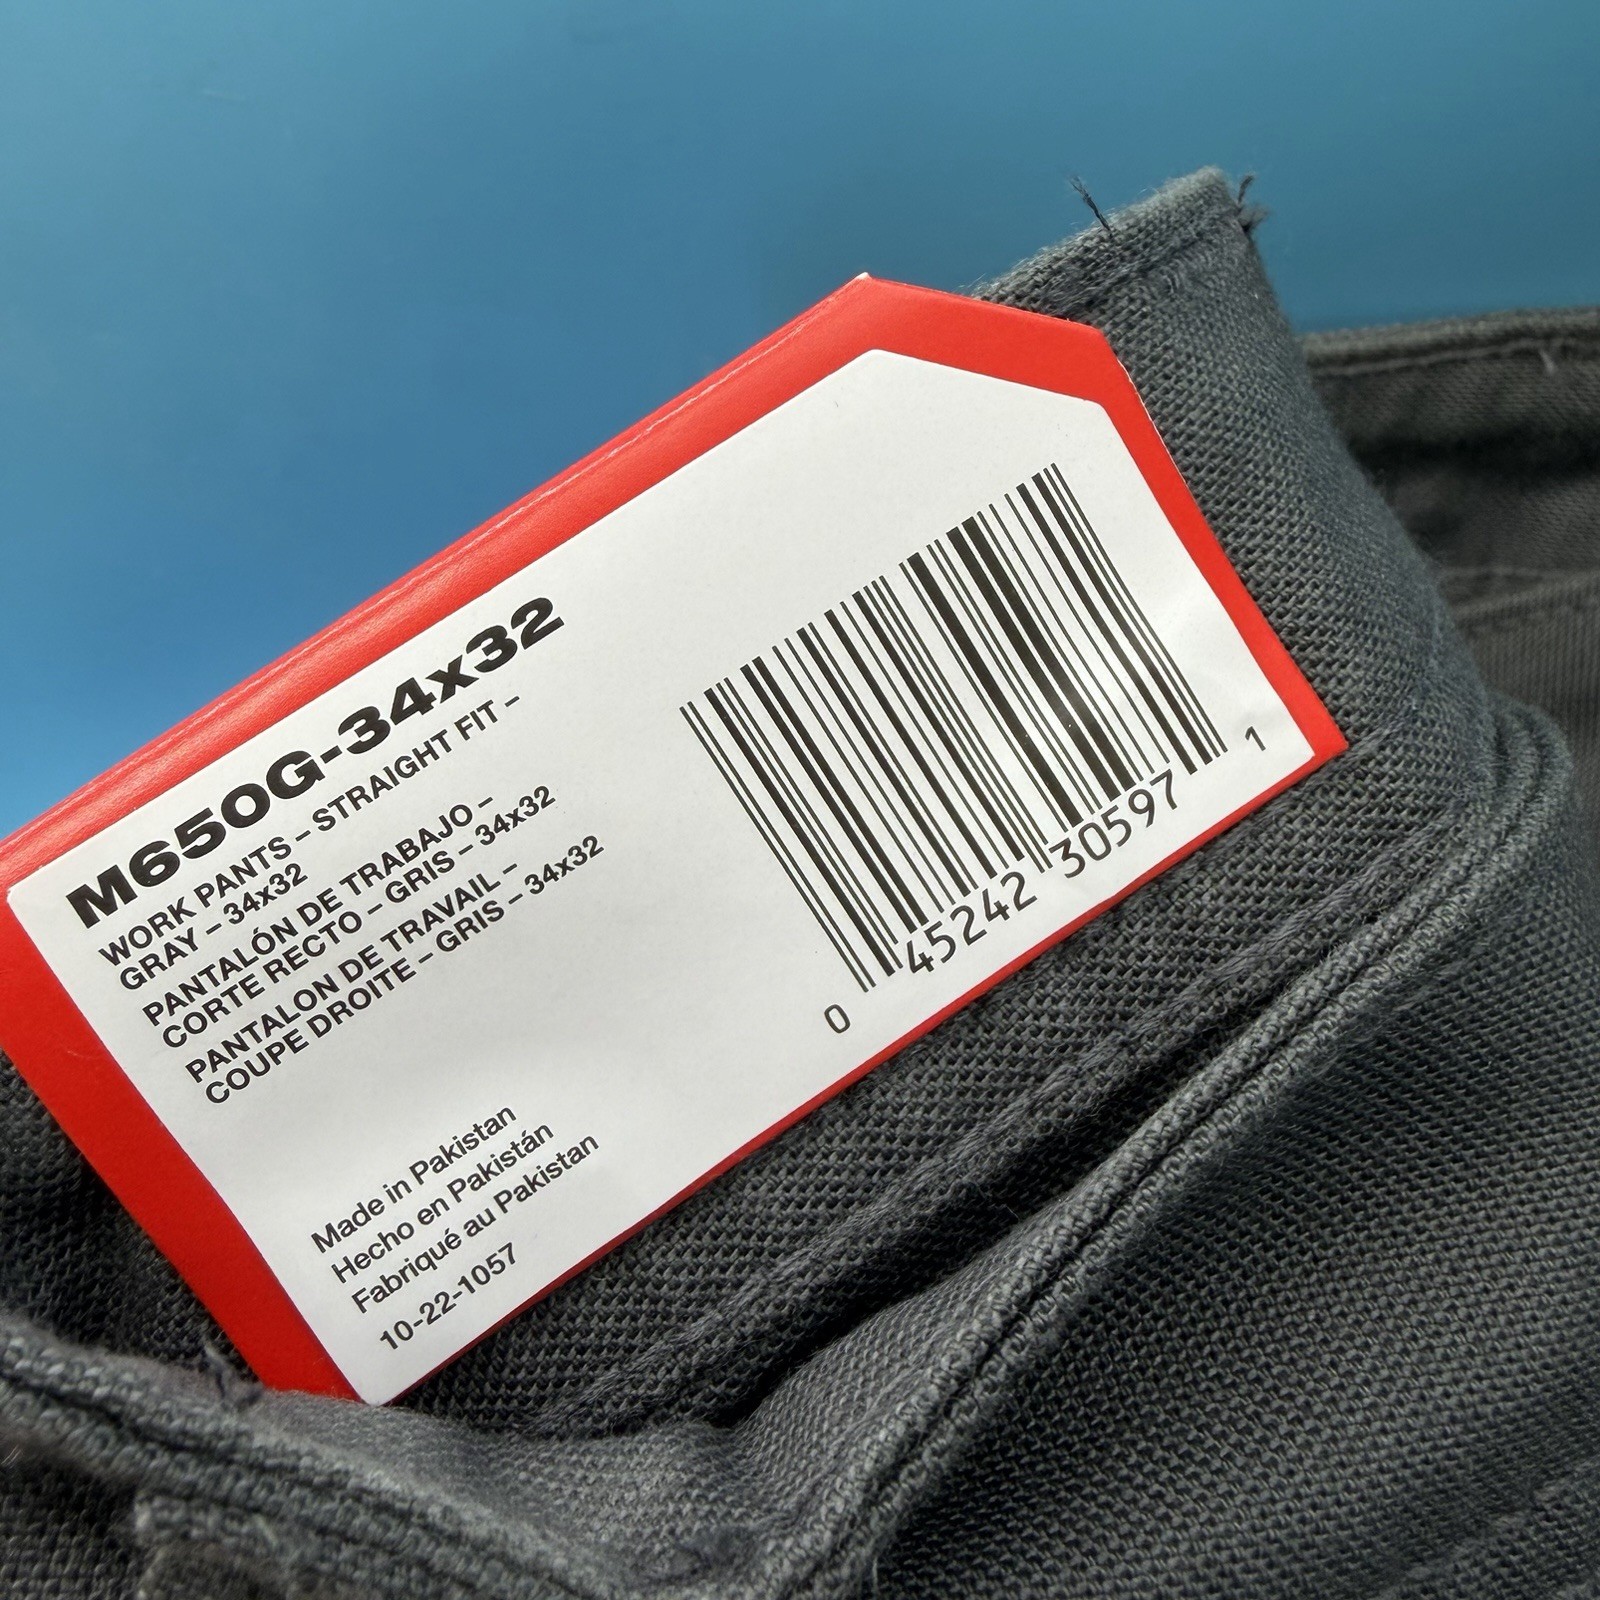 M650G-34x32
WORK PANTS – STRAIGHT FIT –
GRAY – 34x32
PANTALÓN DE TRABAJO –
CORTE RECTO – GRIS – 34x32
PANTALON DE TRAVAIL –
COUPE DROITE – GRIS – 34x32
Made in Pakistan
Hecho en Pakistán
Fabriqué au Pakistan
10-22-1057
0 45242 30597 1